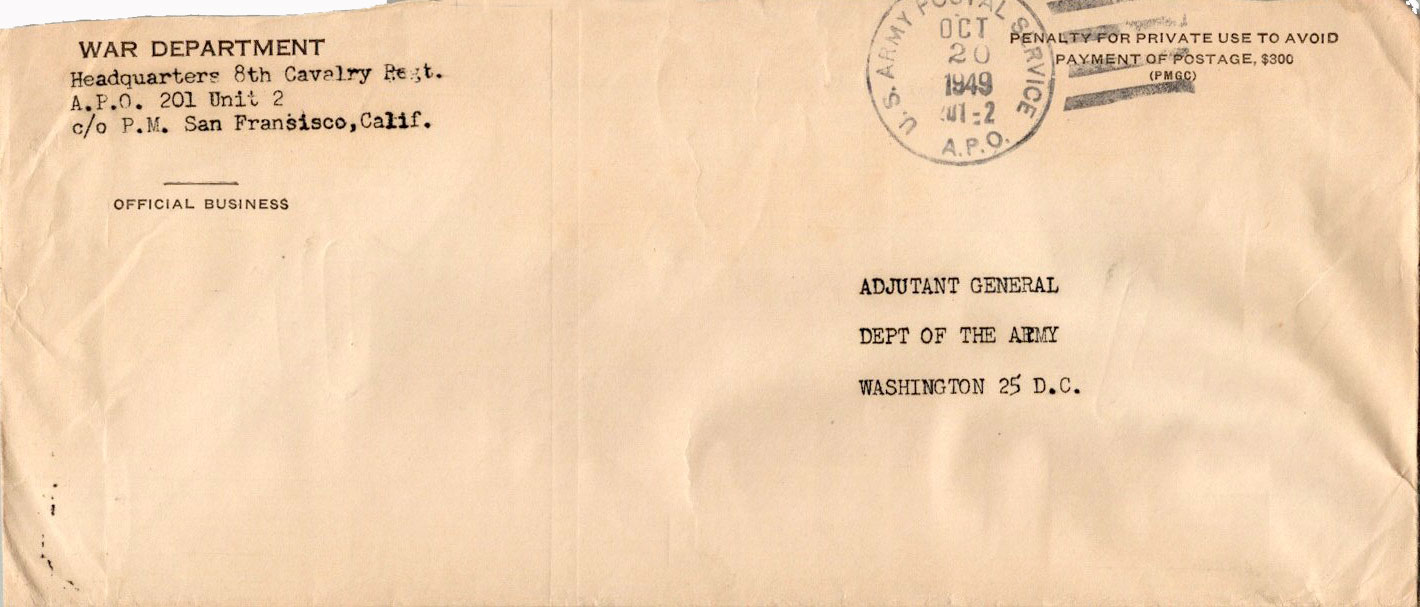 WAR DEPARTMENT
Headquarters 8th Cavalry Regt.
A.P.O. 201 Unit 2
c/o P.M. San Fransisco,Calif.
OFFICIAL BUSINESS
U.S. ARMY POSTAL SERVICE
OCT
20
1949
A.P.O.
PENALTY FOR PRIVATE USE TO AVOID
PAYMENT OF POSTAGE, $300
(PMGC)
ADJUTANT GENERAL
DEPT OF THE ARMY
WASHINGTON 25 D.C.